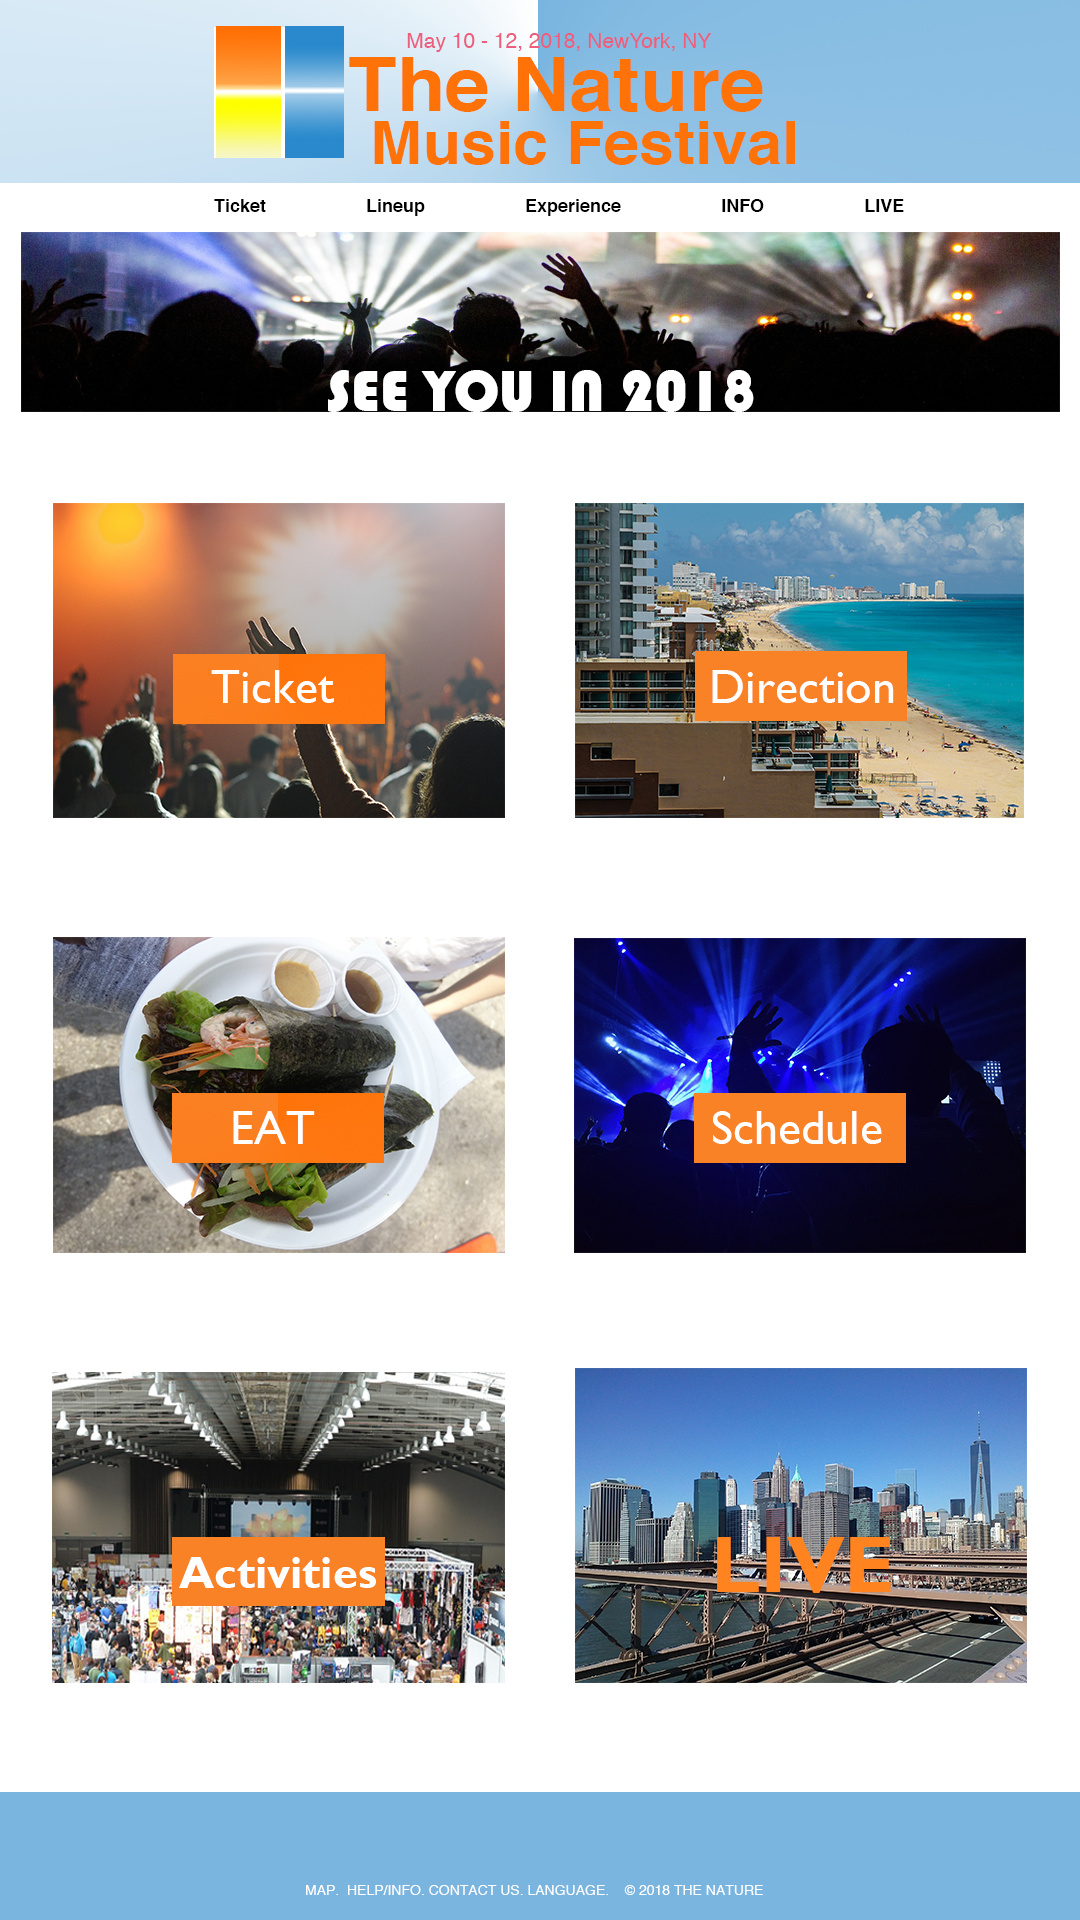 May 10 - 12, 2018, NewYork, NY
The Nature
Music Festival
Ticket Lineup Experience INFO LIVE
SEE YOU IN 2018
Ticket
Direction
EAT
Schedule
Activities
LIVE
MAP. HELP/INFO. CONTACT US. LANGUAGE. © 2018 THE NATURE